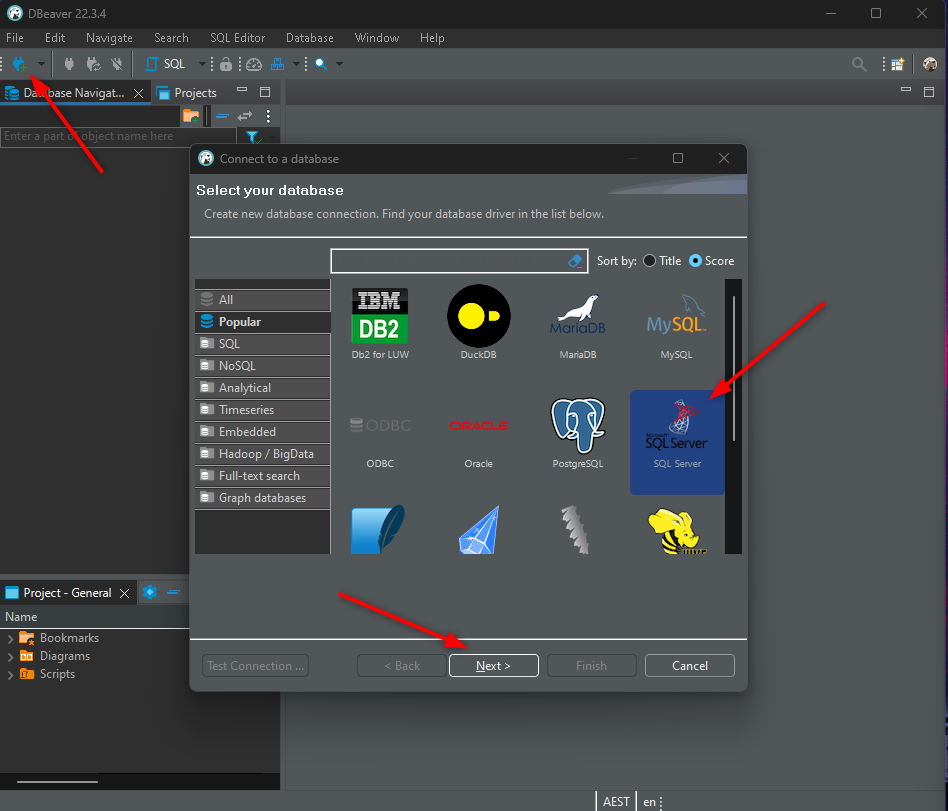 DBeaver 22.3.4
File Edit Navigate Search SQL Editor Database Window Help
SQL
Database Navigat... Projects
Enter a part of object name here
Connect to a database
Select your database
Create new database connection. Find your database driver in the list below.
Sort by: Title Score
All
Popular
SQL
NoSQL
Analytical
Timeseries
Embedded
Hadoop / BigData
Full-text search
Graph databases
IBM
DB2
Db2 for LUW
DuckDB
MariaDB
MariaDB
MySQL
MySQL
ODBC
ODBC
ORACLE
Oracle
PostgreSQL
Microsoft
SQL Server
SQL Server
HIVE
Test Connection ... < Back Next > Finish Cancel
Project - General
Name
Bookmarks
Diagrams
Scripts
AEST en